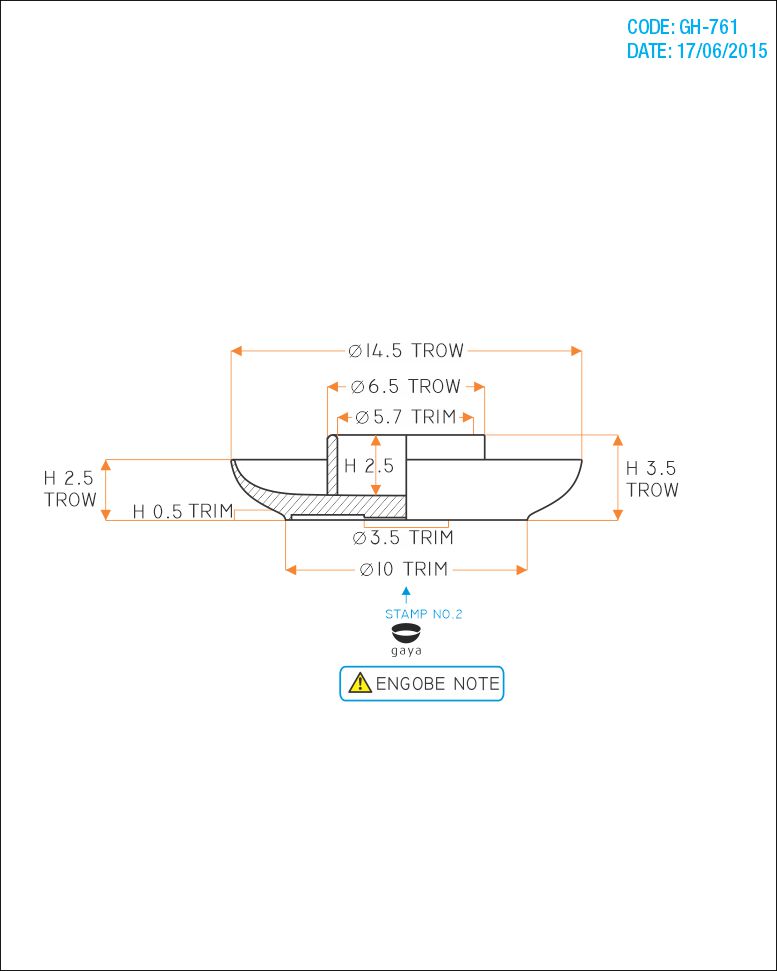 CODE: GH-761
DATE: 17/06/2015
Ø14.5 TROW
Ø6.5 TROW
Ø5.7 TRIM
H 2.5
H 2.5
TROW
H 3.5
TROW
H 0.5 TRIM
Ø3.5 TRIM
Ø10 TRIM
STAMP NO.2
gaya
ENGOBE NOTE